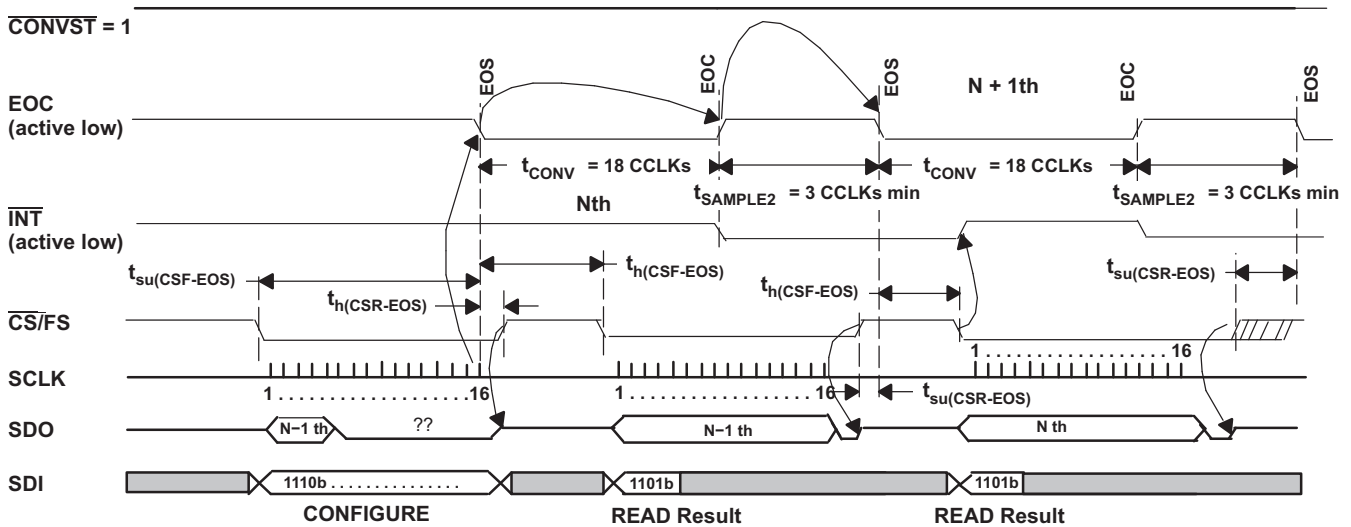 CONVST = 1
EOS
EOC
EOS
N + 1th
EOC
EOS
EOC
(active low)
tCONV = 18 CCLKs
tSAMPLE2 = 3 CCLKs min
tCONV = 18 CCLKs
tSAMPLE2 = 3 CCLKs min
Nth
INT
(active low)
tsu(CSF-EOS)
th(CSF-EOS)
th(CSR-EOS)
th(CSF-EOS)
tsu(CSR-EOS)
CS/FS
1 . . . . . . . . . . . . . . . . . . 16
SCLK
1 . . . . . . . . . . . . . . . . . . 16
1 . . . . . . . . . . . . . . . . . . 16
tsu(CSR-EOS)
SDO
N−1 th
??
N−1 th
N th
SDI
1110b . . . . . . . . . . . . . . .
1101b
1101b
CONFIGURE
READ Result
READ Result